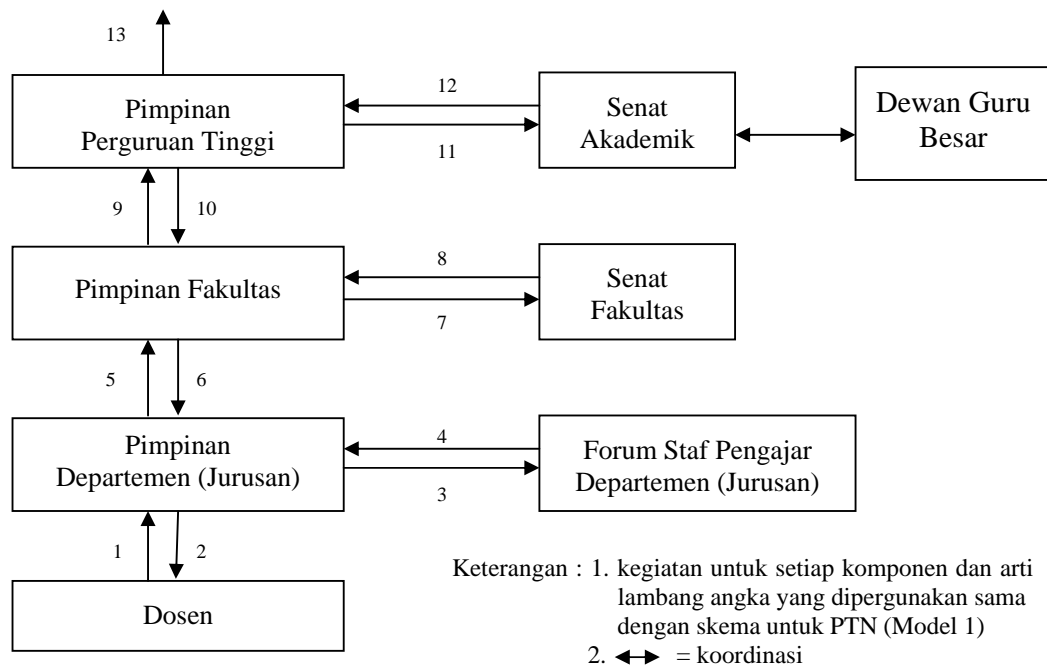 13
Pimpinan
Perguruan Tinggi
12
11
Senat
Akademik
Dewan Guru
Besar
9
10
Pimpinan Fakultas
8
7
Senat
Fakultas
5
6
Pimpinan
Departemen (Jurusan)
4
3
Forum Staf Pengajar
Departemen (Jurusan)
1
2
Dosen
Keterangan : 1. kegiatan untuk setiap komponen dan arti
lambang angka yang dipergunakan sama
dengan skema untuk PTN (Model 1)
2. ↔ = koordinasi